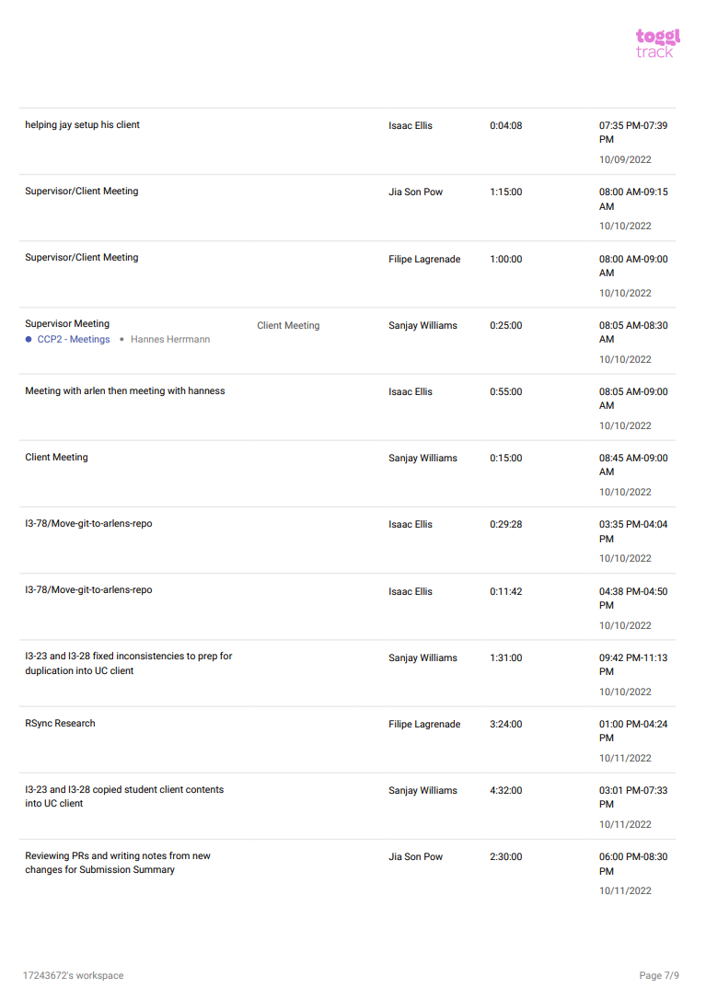 toggl
track
helping jay setup his client
Isaac Ellis
0:04:08
07:35 PM-07:39
PM
10/09/2022
Supervisor/Client Meeting
Jia Son Pow
1:15:00
08:00 AM-09:15
AM
10/10/2022
Supervisor/Client Meeting
Filipe Lagrenade
1:00:00
08:00 AM-09:00
AM
10/10/2022
Supervisor Meeting
• CCP2 - Meetings • Hannes Herrmann
Client Meeting
Sanjay Williams
0:25:00
08:05 AM-08:30
AM
10/10/2022
Meeting with arlen then meeting with hanness
Isaac Ellis
0:55:00
08:05 AM-09:00
AM
10/10/2022
Client Meeting
Sanjay Williams
0:15:00
08:45 AM-09:00
AM
10/10/2022
I3-78/Move-git-to-arlens-repo
Isaac Ellis
0:29:28
03:35 PM-04:04
PM
10/10/2022
I3-78/Move-git-to-arlens-repo
Isaac Ellis
0:11:42
04:38 PM-04:50
PM
10/10/2022
I3-23 and I3-28 fixed inconsistencies to prep for
duplication into UC client
Sanjay Williams
1:31:00
09:42 PM-11:13
PM
10/10/2022
RSync Research
Filipe Lagrenade
3:24:00
01:00 PM-04:24
PM
10/11/2022
I3-23 and I3-28 copied student client contents
into UC client
Sanjay Williams
4:32:00
03:01 PM-07:33
PM
10/11/2022
Reviewing PRs and writing notes from new
changes for Submission Summary
Jia Son Pow
2:30:00
06:00 PM-08:30
PM
10/11/2022
17243672's workspace
Page 7/9